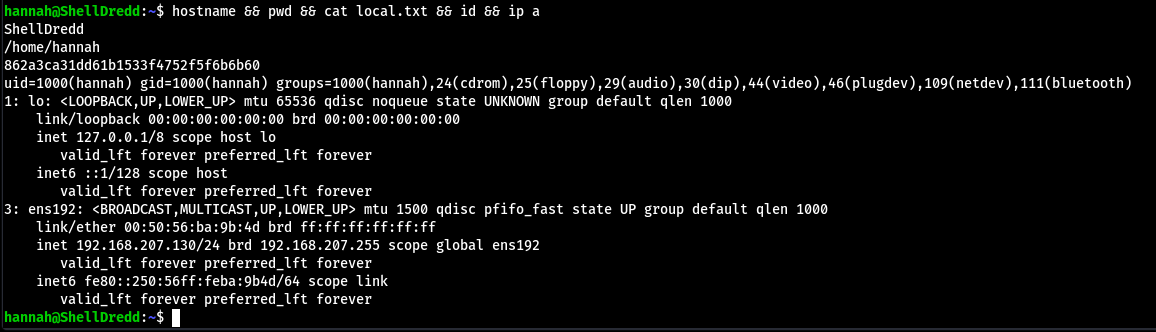 hannah@ShellDredd:~$ hostname && pwd && cat local.txt && id && ip a
ShellDredd
/home/hannah
862a3ca31dd61b1533f4752f5f6b6b60
uid=1000(hannah) gid=1000(hannah) groups=1000(hannah),24(cdrom),25(floppy),29(audio),30(dip),44(video),46(plugdev),109(netdev),111(bluetooth)
1: lo: <LOOPBACK,UP,LOWER_UP> mtu 65536 qdisc noqueue state UNKNOWN group default qlen 1000
    link/loopback 00:00:00:00:00:00 brd 00:00:00:00:00:00
    inet 127.0.0.1/8 scope host lo
       valid_lft forever preferred_lft forever
    inet6 ::1/128 scope host
       valid_lft forever preferred_lft forever
3: ens192: <BROADCAST,MULTICAST,UP,LOWER_UP> mtu 1500 qdisc pfifo_fast state UP group default qlen 1000
    link/ether 00:50:56:ba:9b:4d brd ff:ff:ff:ff:ff:ff
    inet 192.168.207.130/24 brd 192.168.207.255 scope global ens192
       valid_lft forever preferred_lft forever
    inet6 fe80::250:56ff:feba:9b4d/64 scope link
       valid_lft forever preferred_lft forever
hannah@ShellDredd:~$